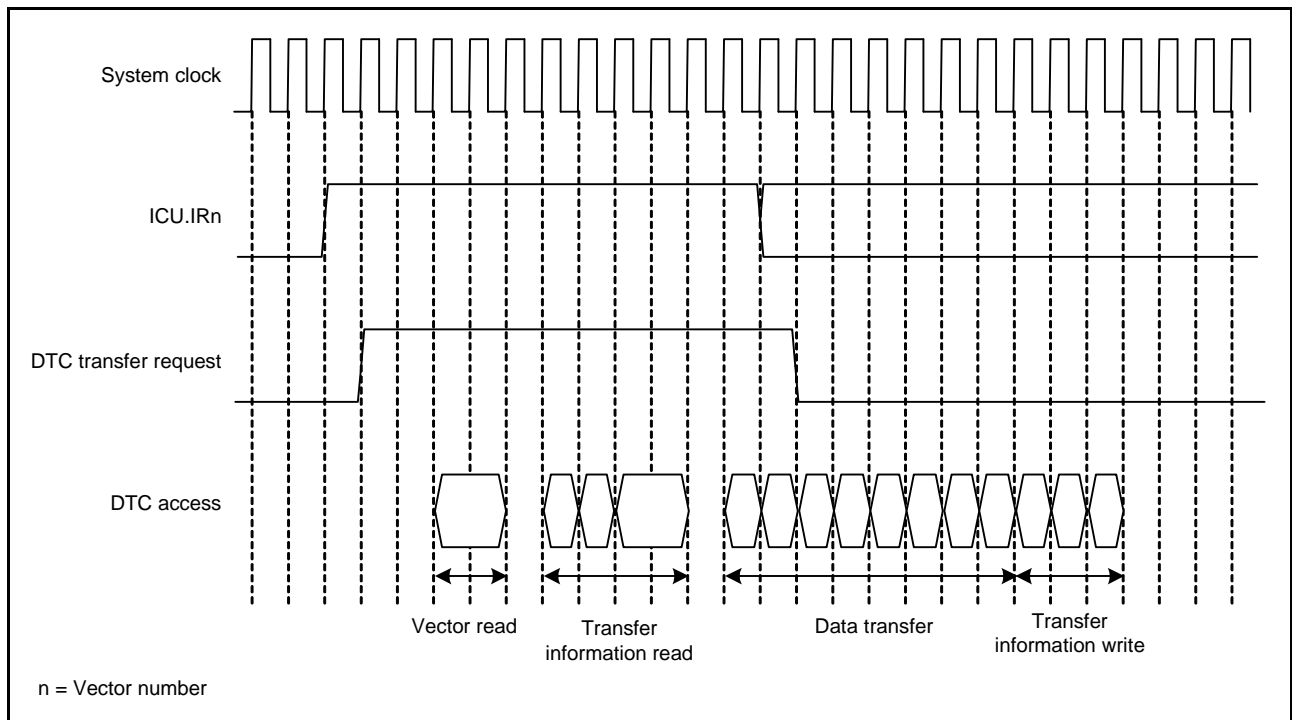 System clock
ICU.IRn
DTC transfer request
DTC access
Vector read
Transfer
information read
Data transfer
Transfer
information write
n = Vector number